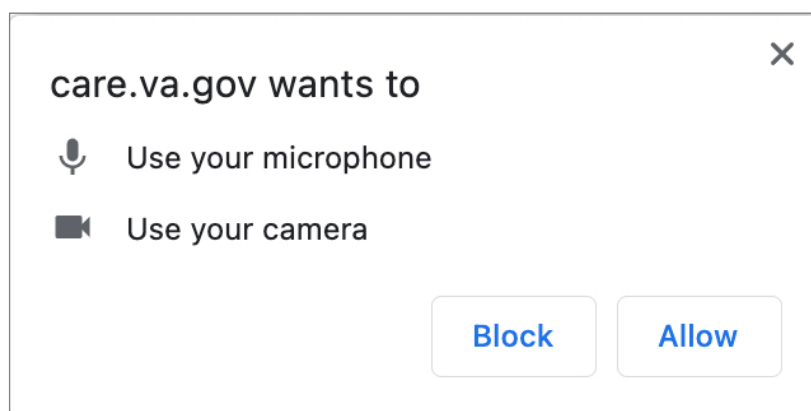 care.va.gov wants to
Use your microphone
Use your camera
Block Allow